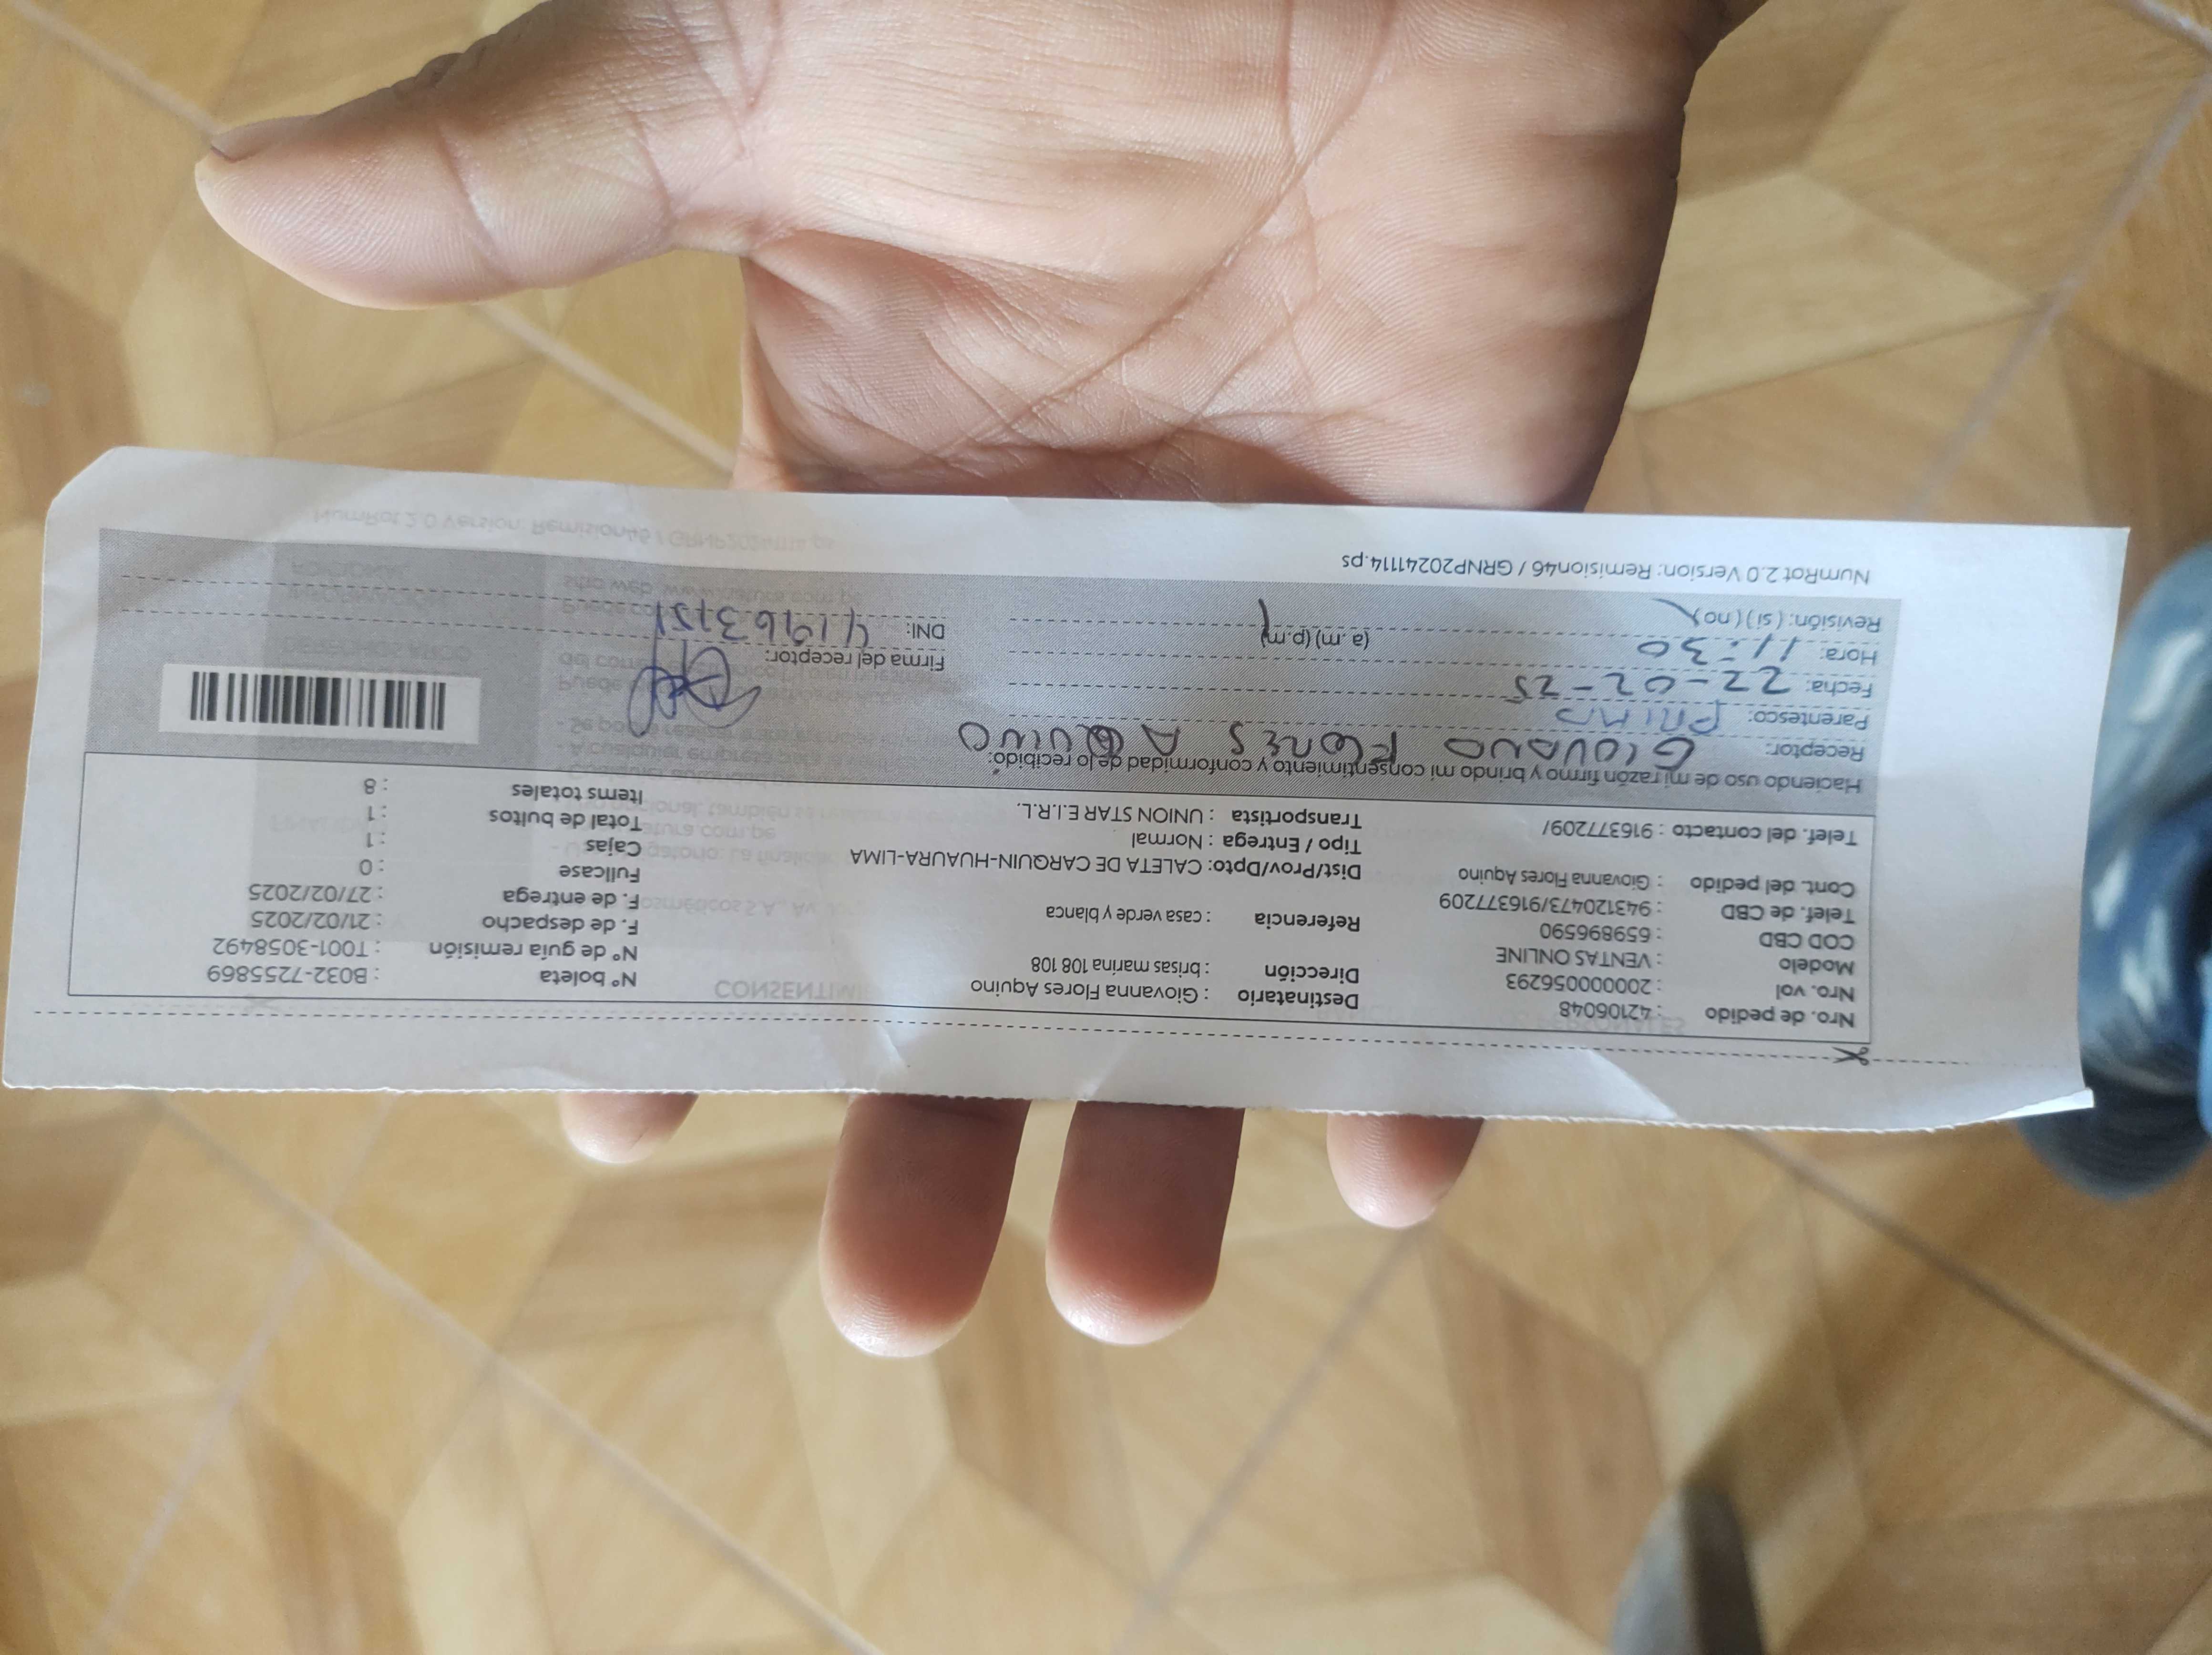 Nro. de pedido : 42106048
Nro. vol : 2000000056293
Modelo : VENTAS ONLINE
COD CBD : 659896590
Telef. de CBD : 943120473/916377209
Cont. del pedido : Giovanna Flores Aquino
Telef. del contacto : 916377209/
Destinatario : Giovanna Flores Aquino
Dirección : brisas marina 108 108
Referencia : casa verde y blanca
Dist/Prov/Dpto: CALETA DE CARQUIN-HUAURA-LIMA
Tipo / Entrega : Normal
Transportista : UNION STAR E.I.R.L.
N° boleta : B032-7255869
N° de guía remisión : T001-3058492
F. de despacho : 21/02/2025
F. de entrega : 27/02/2025
Fullcase : 0
Cajas : 1
Total de bultos : 1
Items totales : 8
Haciendo uso de mi razón firmo y brindo mi consentimiento y conformidad de lo recibido:
Receptor: GIOVANA FLORES AQUINO
Parentesco: PRIMA
Fecha: 22-02-25
Hora: 11:30 (a.m) (p.m)
Revisión: (si) (no)
Firma del receptor:
DNI:
NumRot 2.0 Version: Remision46 / GRNP20241114.ps